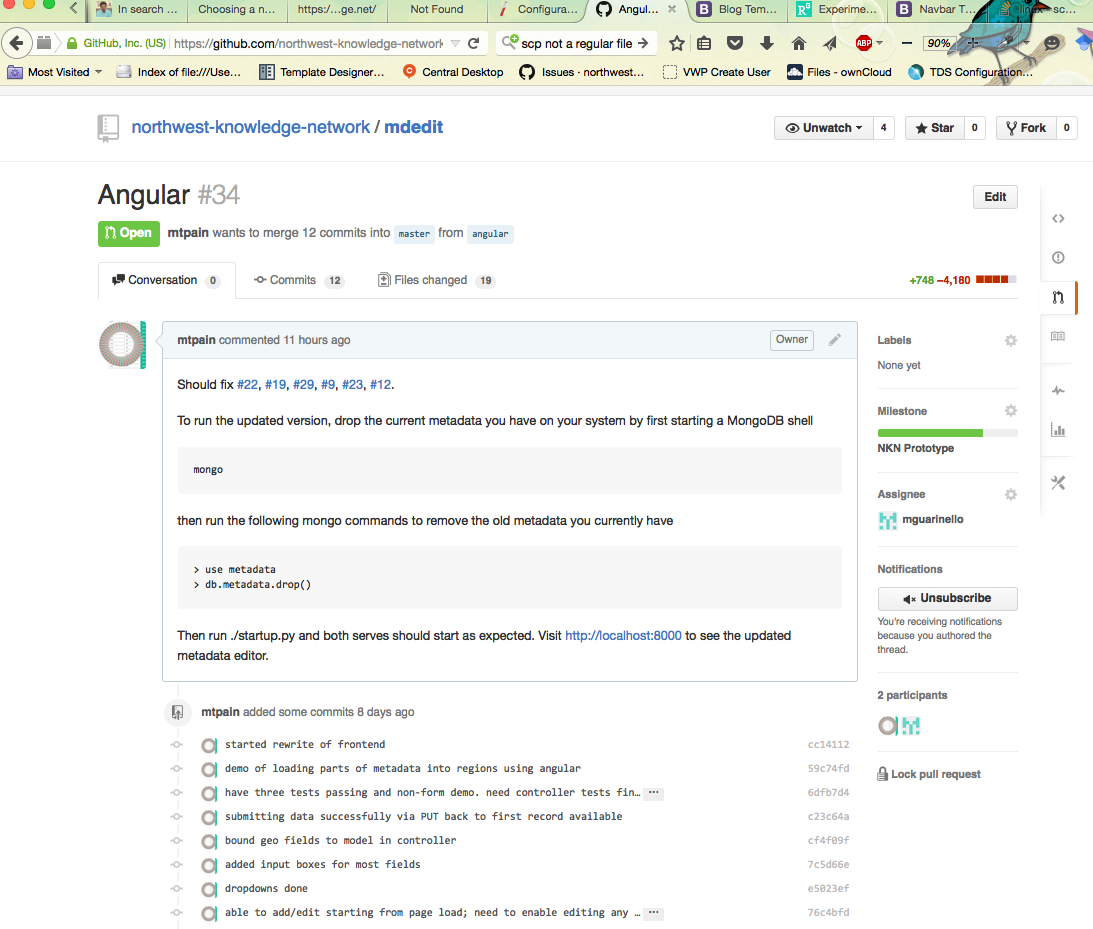 In search ...
Choosing a n...
https:...ge.net/
Not Found
Configura...
Angul...
Blog Tem...
Experime...
Navbar T...
GitHub, Inc. (US)
https://github.com/northwest-knowledge-network
scp not a regular file
ABP
90%
Most Visited
Index of file:///Use...
Template Designer...
Central Desktop
Issues · northwest...
VWP Create User
Files - ownCloud
TDS Configuration...
northwest-knowledge-network / mdedit
Unwatch 4
Star 0
Fork 0
Angular #34
Edit
Open
mtpain wants to merge 12 commits into master from angular
Conversation 0
Commits 12
Files changed 19
+748 −4,180
mtpain commented 11 hours ago
Owner
Should fix #22, #19, #29, #9, #23, #12.
To run the updated version, drop the current metadata you have on your system by first starting a MongoDB shell
mongo
then run the following mongo commands to remove the old metadata you currently have
> use metadata
> db.metadata.drop()
Then run ./startup.py and both serves should start as expected. Visit http://localhost:8000 to see the updated
metadata editor.
Labels
None yet
Milestone
NKN Prototype
Assignee
mguarinello
Notifications
Unsubscribe
You're receiving notifications
because you authored the
thread.
2 participants
Lock pull request
mtpain added some commits 8 days ago
started rewrite of frontend cc14112
demo of loading parts of metadata into regions using angular 59c74fd
have three tests passing and non-form demo. need controller tests fin… ... 6dfb7d4
submitting data successfully via PUT back to first record available c23c64a
bound geo fields to model in controller cf4f09f
added input boxes for most fields 7c5d66e
dropdowns done e5023ef
able to add/edit starting from page load; need to enable editing any … ... 76c4bfd